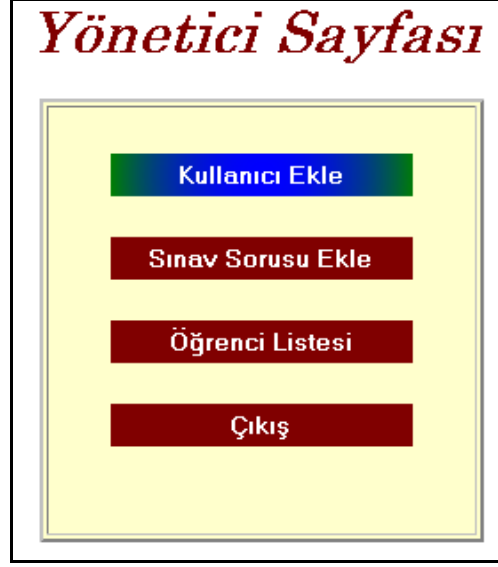 Yönetici Sayfası
Kullanıcı Ekle
Sınav Sorusu Ekle
Öğrenci Listesi
Çıkış